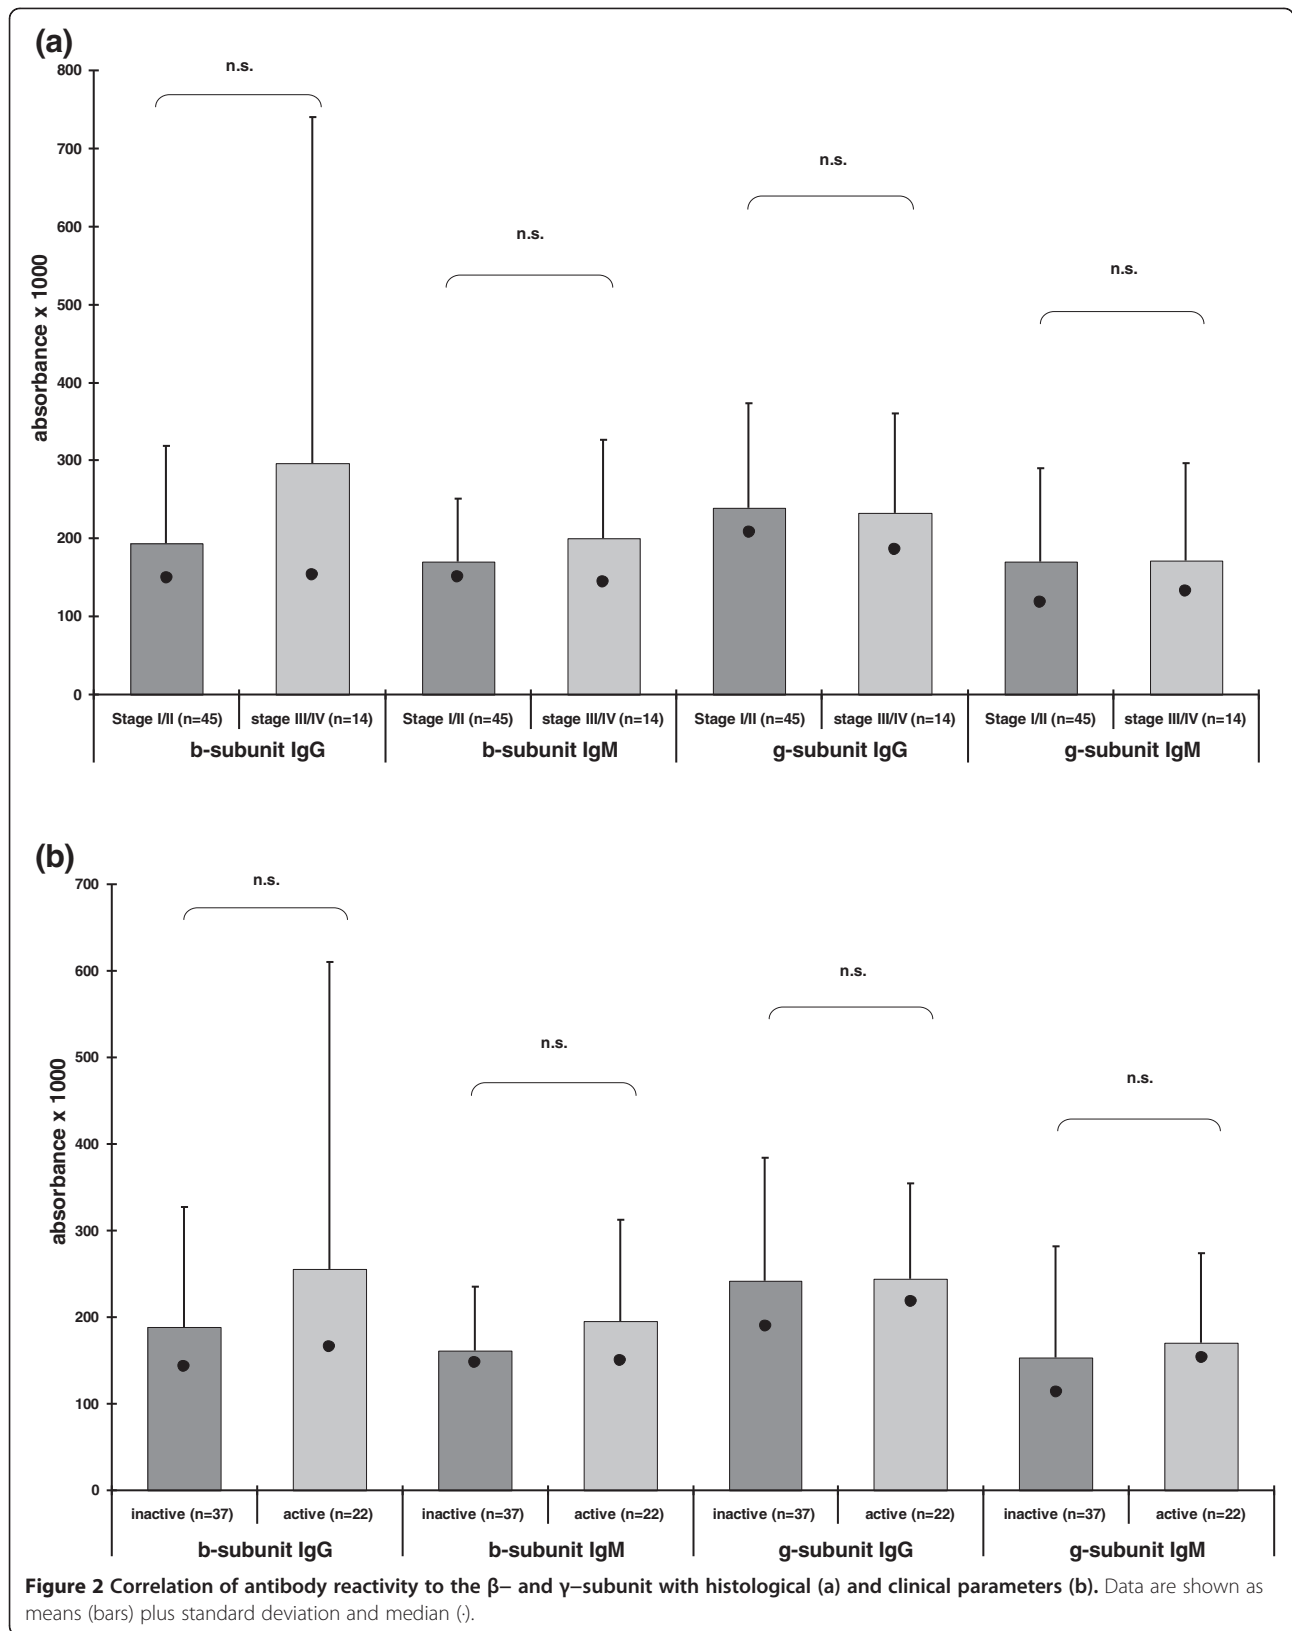 (a)
800
700
600
500
400
300
200
100
0
absorbance x 1000
n.s.
n.s.
n.s.
n.s.
Stage I/II (n=45) stage III/IV (n=14) Stage I/II (n=45) stage III/IV (n=14) Stage I/II (n=45) stage III/IV (n=14) Stage I/II (n=45) stage III/IV (n=14)
b-subunit IgG b-subunit IgM g-subunit IgG g-subunit IgM
(b)
700
600
500
400
300
200
100
0
absorbance x 1000
n.s.
n.s.
n.s.
n.s.
inactive (n=37) active (n=22) inactive (n=37) active (n=22) inactive (n=37) active (n=22) inactive (n=37) active (n=22)
b-subunit IgG b-subunit IgM g-subunit IgG g-subunit IgM
Figure 2 Correlation of antibody reactivity to the β– and γ–subunit with histological (a) and clinical parameters (b). Data are shown as
means (bars) plus standard deviation and median (·).